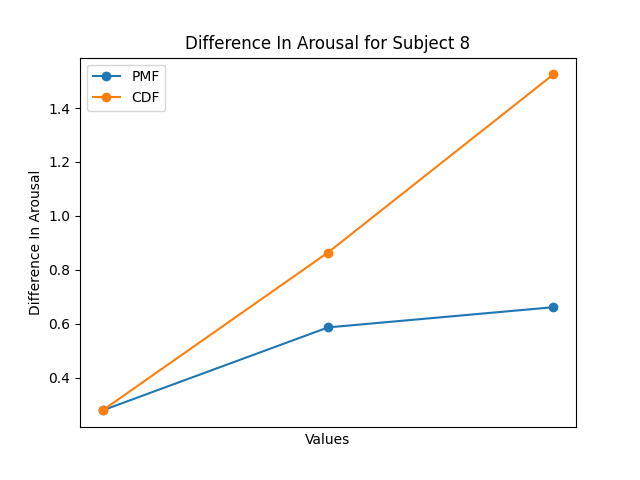 Difference In Arousal for Subject 8
PMF
CDF
1.4
1.2
1.0
0.8
0.6
0.4
Difference In Arousal
Values